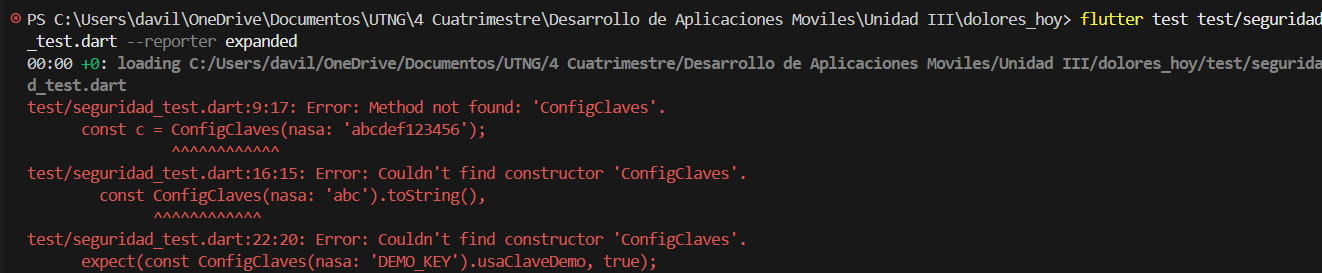 PS C:\Users\davil\OneDrive\Documentos\UTNG\4 Cuatrimestre\Desarrollo de Aplicaciones Moviles\Unidad III\dolores_hoy> flutter test test/seguridad
_test.dart --reporter expanded
00:00 +0: loading C:/Users/davil/OneDrive/Documentos/UTNG/4 Cuatrimestre/Desarrollo de Aplicaciones Moviles/Unidad III/dolores_hoy/test/segurida
d_test.dart
test/seguridad_test.dart:9:17: Error: Method not found: 'ConfigClaves'.
      const c = ConfigClaves(nasa: 'abcdef123456');
                ^^^^^^^^^^^^
test/seguridad_test.dart:16:15: Error: Couldn't find constructor 'ConfigClaves'.
        const ConfigClaves(nasa: 'abc').toString(),
              ^^^^^^^^^^^^
test/seguridad_test.dart:22:20: Error: Couldn't find constructor 'ConfigClaves'.
      expect(const ConfigClaves(nasa: 'DEMO_KEY').usaClaveDemo, true);